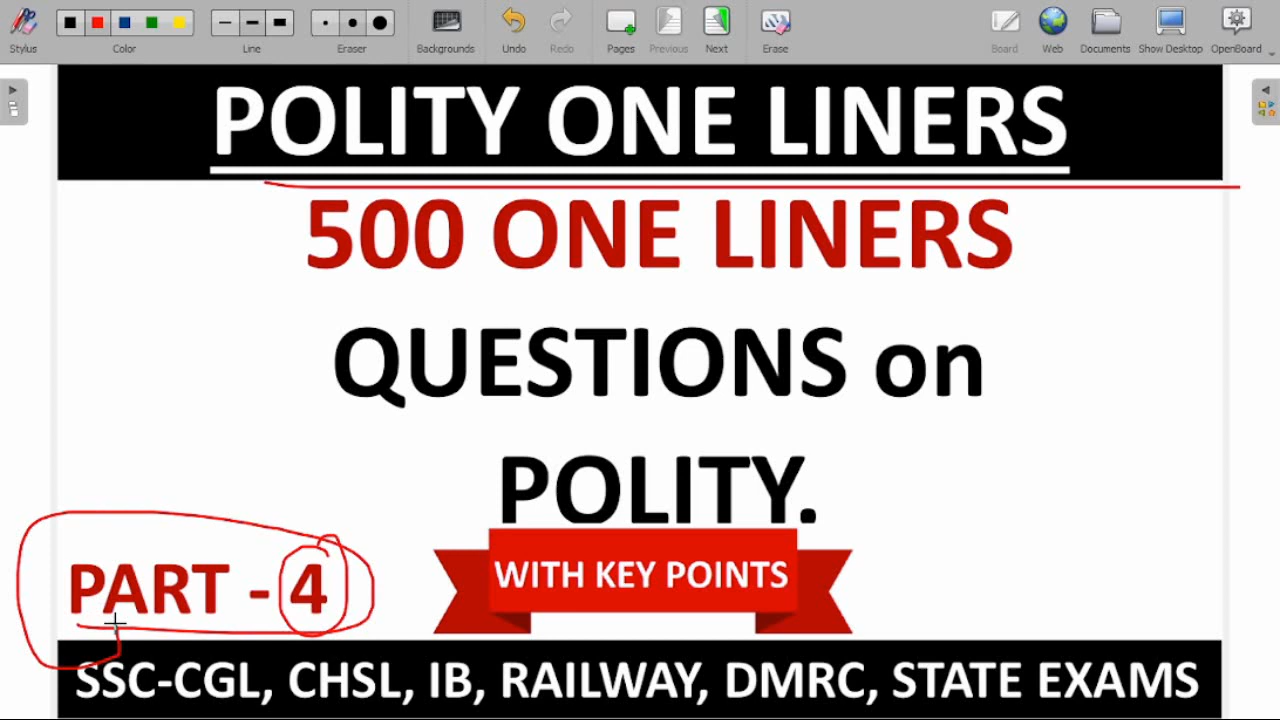 Stylus
Color
Line
Eraser
Backgrounds
Undo
Redo
Pages
Previous
Next
Erase
Board
Web
Documents
Show Desktop
OpenBoard
POLITY ONE LINERS
500 ONE LINERS
QUESTIONS on
POLITY.
PART - 4
WITH KEY POINTS
SSC-CGL, CHSL, IB, RAILWAY, DMRC, STATE EXAMS